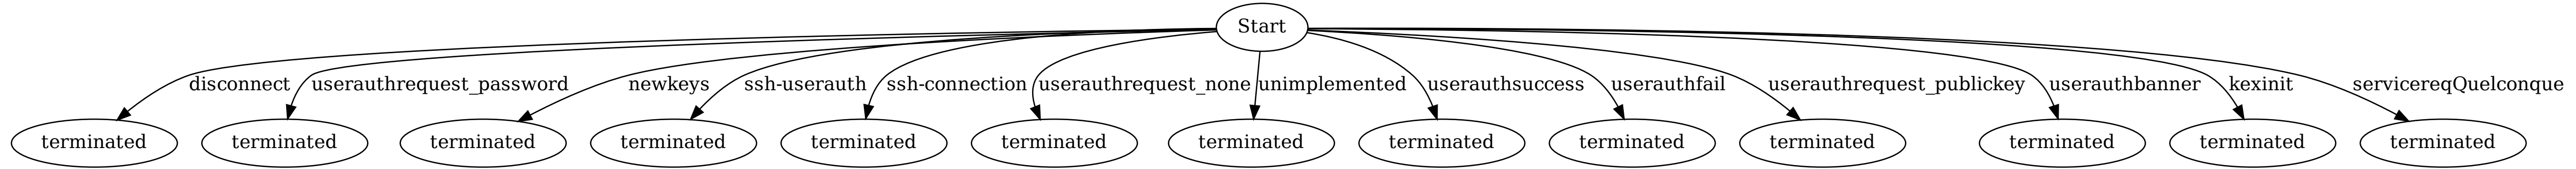 Start
disconnect userauthrequest_password newkeys ssh-userauth ssh-connection userauthrequest_none unimplemented userauthsuccess userauthfail userauthrequest_publickey userauthbanner kexinit servicereqQuelconque
terminated terminated terminated terminated terminated terminated terminated terminated terminated terminated terminated terminated terminated